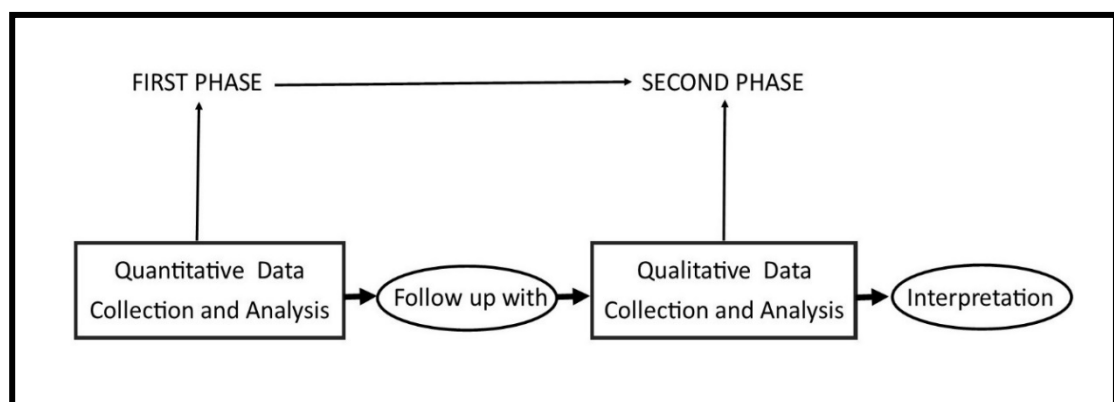 FIRST PHASE
SECOND PHASE
Quantitative Data
Collection and Analysis
Follow up with
Qualitative Data
Collection and Analysis
Interpretation